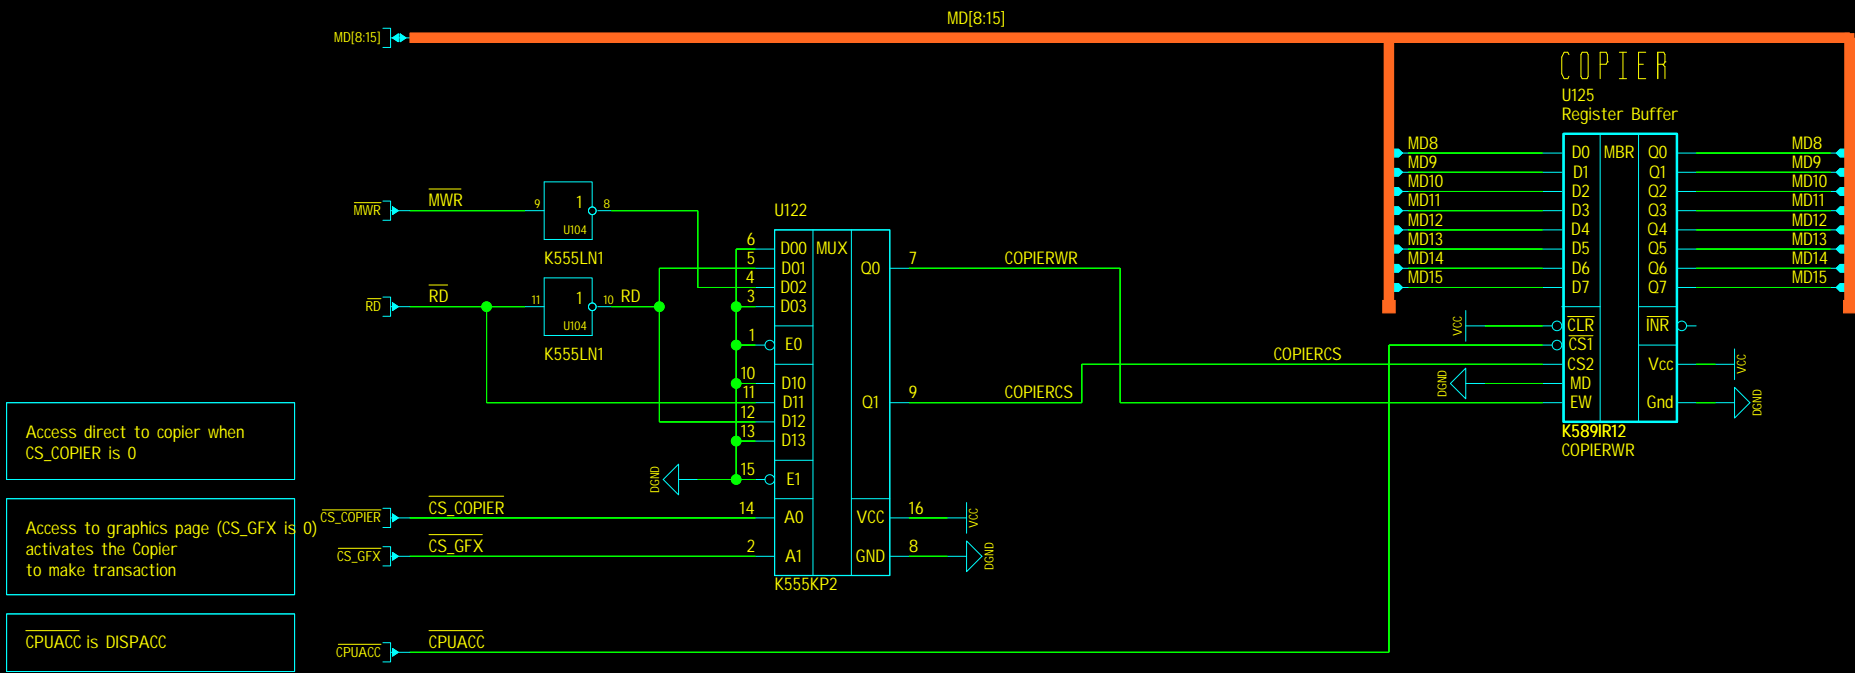 MD[8:15]
MD[8:15]
COPIER
U125
Register Buffer
MD8 D0 MBR Q0 MD8
MD9 D1 Q1 MD9
MD10 D2 Q2 MD10
MD11 D3 Q3 MD11
MD12 D4 Q4 MD12
MD13 D5 Q5 MD13
MD14 D6 Q6 MD14
MD15 D7 Q7 MD15
VCC CLR INR
CS1
COPIERCS CS2 Vcc VCC
DGND MD
EW Gnd DGND
K589IR12
COPIERWR
MWR MWR 9 1 8
U104
K555LN1
RD RD 11 1 10 RD
U104
K555LN1
U122
6 D00 MUX
5 D01 Q0 7 COPIERWR
4 D02
3 D03
1 E0
10 D10
11 D11 Q1 9 COPIERCS
12 D12
13 D13
DGND 15 E1
CS_COPIER CS_COPIER 14 A0 VCC 16 VCC
CS_GFX CS_GFX 2 A1 GND 8 DGND
K555KP2
CPUACC CPUACC
Access direct to copier when
CS_COPIER is 0
Access to graphics page (CS_GFX is 0)
activates the Copier
to make transaction
CPUACC is DISPACC